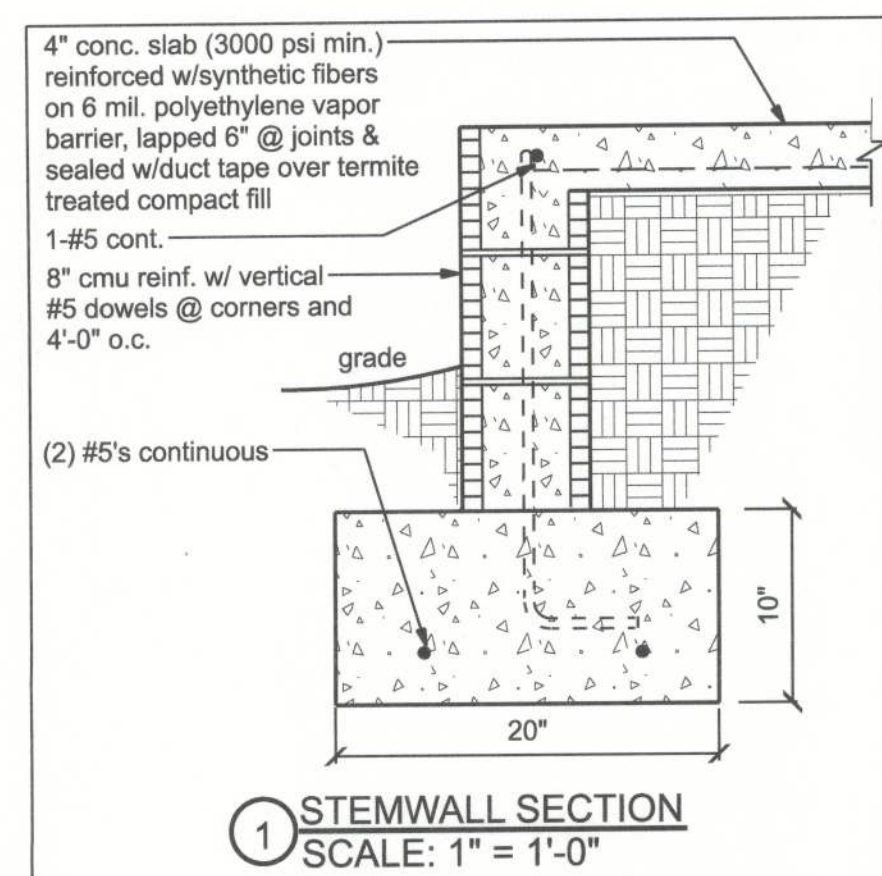 4" conc. slab (3000 psi min.)
reinforced w/synthetic fibers
on 6 mil. polyethylene vapor
barrier, lapped 6" @ joints &
sealed w/duct tape over termite
treated compact fill
1-#5 cont.
8" cmu reinf. w/ vertical
#5 dowels @ corners and
4'-0" o.c.
grade
(2) #5's continuous
10"
20"
1 STEMWALL SECTION
SCALE: 1" = 1'-0"